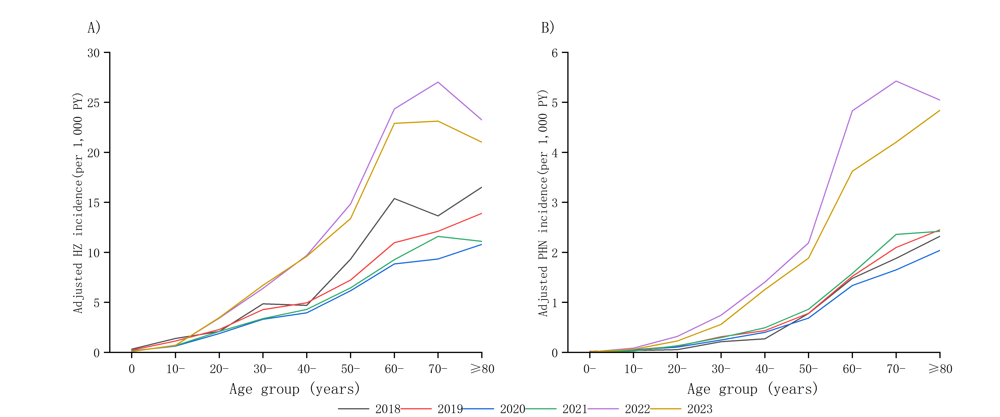 A)
Adjusted HZ incidence(per 1,000 PY)
30
25
20
15
10
5
0
0 10- 20- 30- 40- 50- 60- 70- ≥80
Age group (years)
B)
Adjusted PHN incidence(per 1,000 PY)
6
5
4
3
2
1
0
0- 10- 20- 30- 40- 50- 60- 70- ≥80
Age group (years)
2018 2019 2020 2021 2022 2023